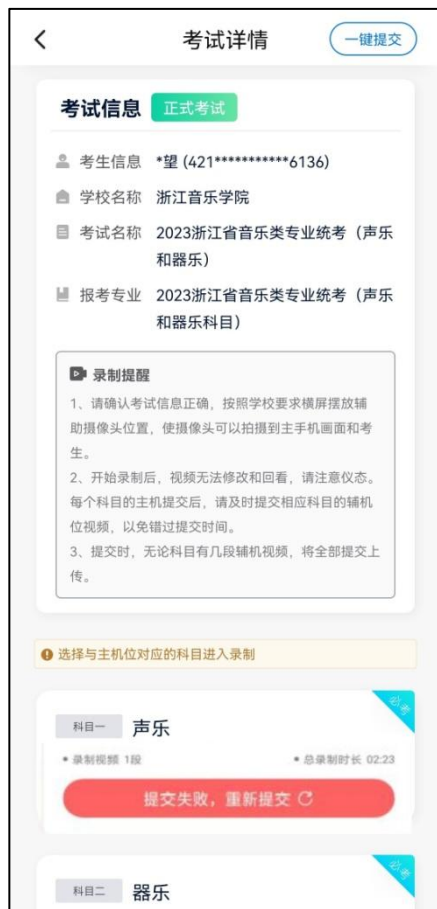 考试详情
一键提交
考试信息 正式考试
考生信息 *望 (421***********6136)
学校名称 浙江音乐学院
考试名称 2023浙江省音乐类专业统考（声乐
和器乐）
报考专业 2023浙江省音乐类专业统考（声乐
和器乐科目）
录制提醒
1、请确认考试信息正确，按照学校要求横屏摆放辅
助摄像头位置，使摄像头可以拍摄到主手机画面和考
生。
2、开始录制后，视频无法修改和回看，请注意仪态。
每个科目的主机提交后，请及时提交相应科目的辅机
位视频，以免错过提交时间。
3、提交时，无论科目有几段辅机视频，将全部提交上
传。
选择与主机位对应的科目进入录制
必考
科目一 声乐
• 录制视频 1段 • 总录制时长 02:23
提交失败，重新提交
必考
科目二 器乐